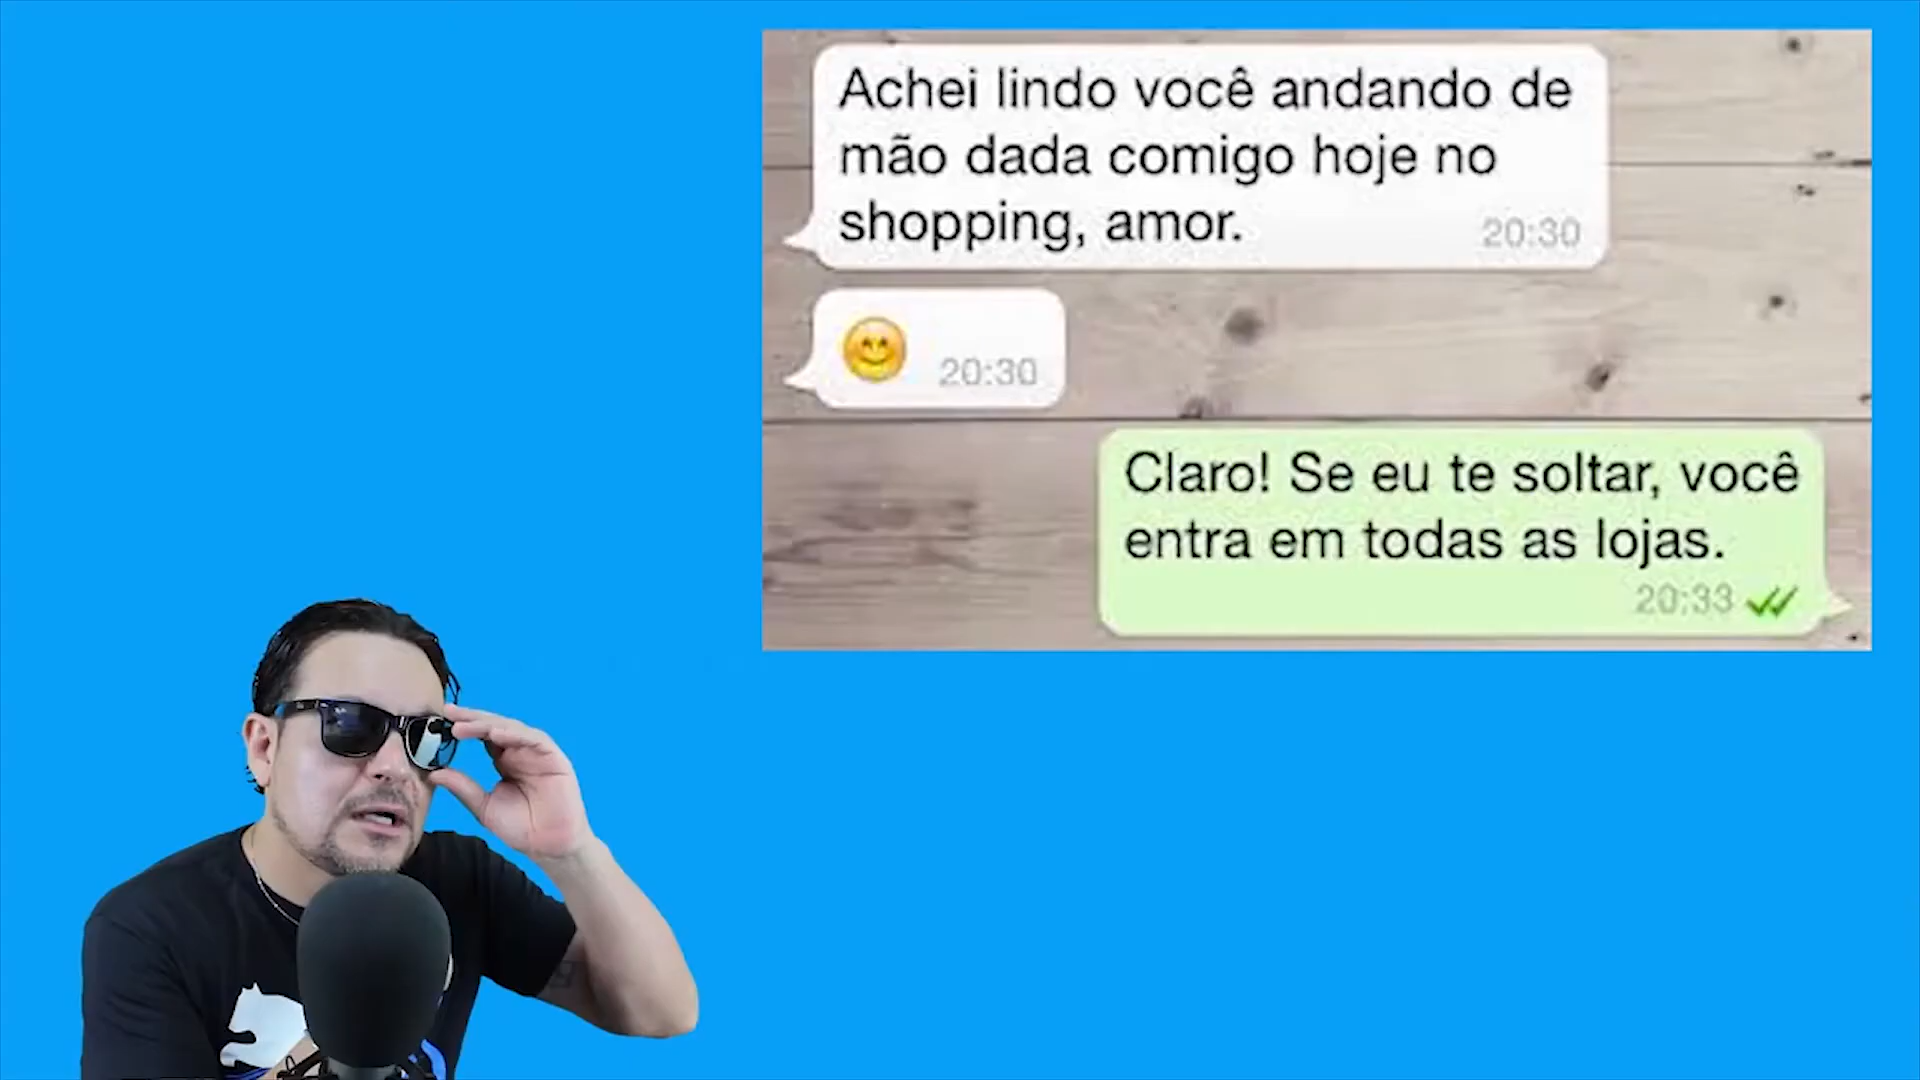 Achei lindo você andando de
mão dada comigo hoje no
shopping, amor.
20:30
20:30
Claro! Se eu te soltar, você
entra em todas as lojas.
20:33